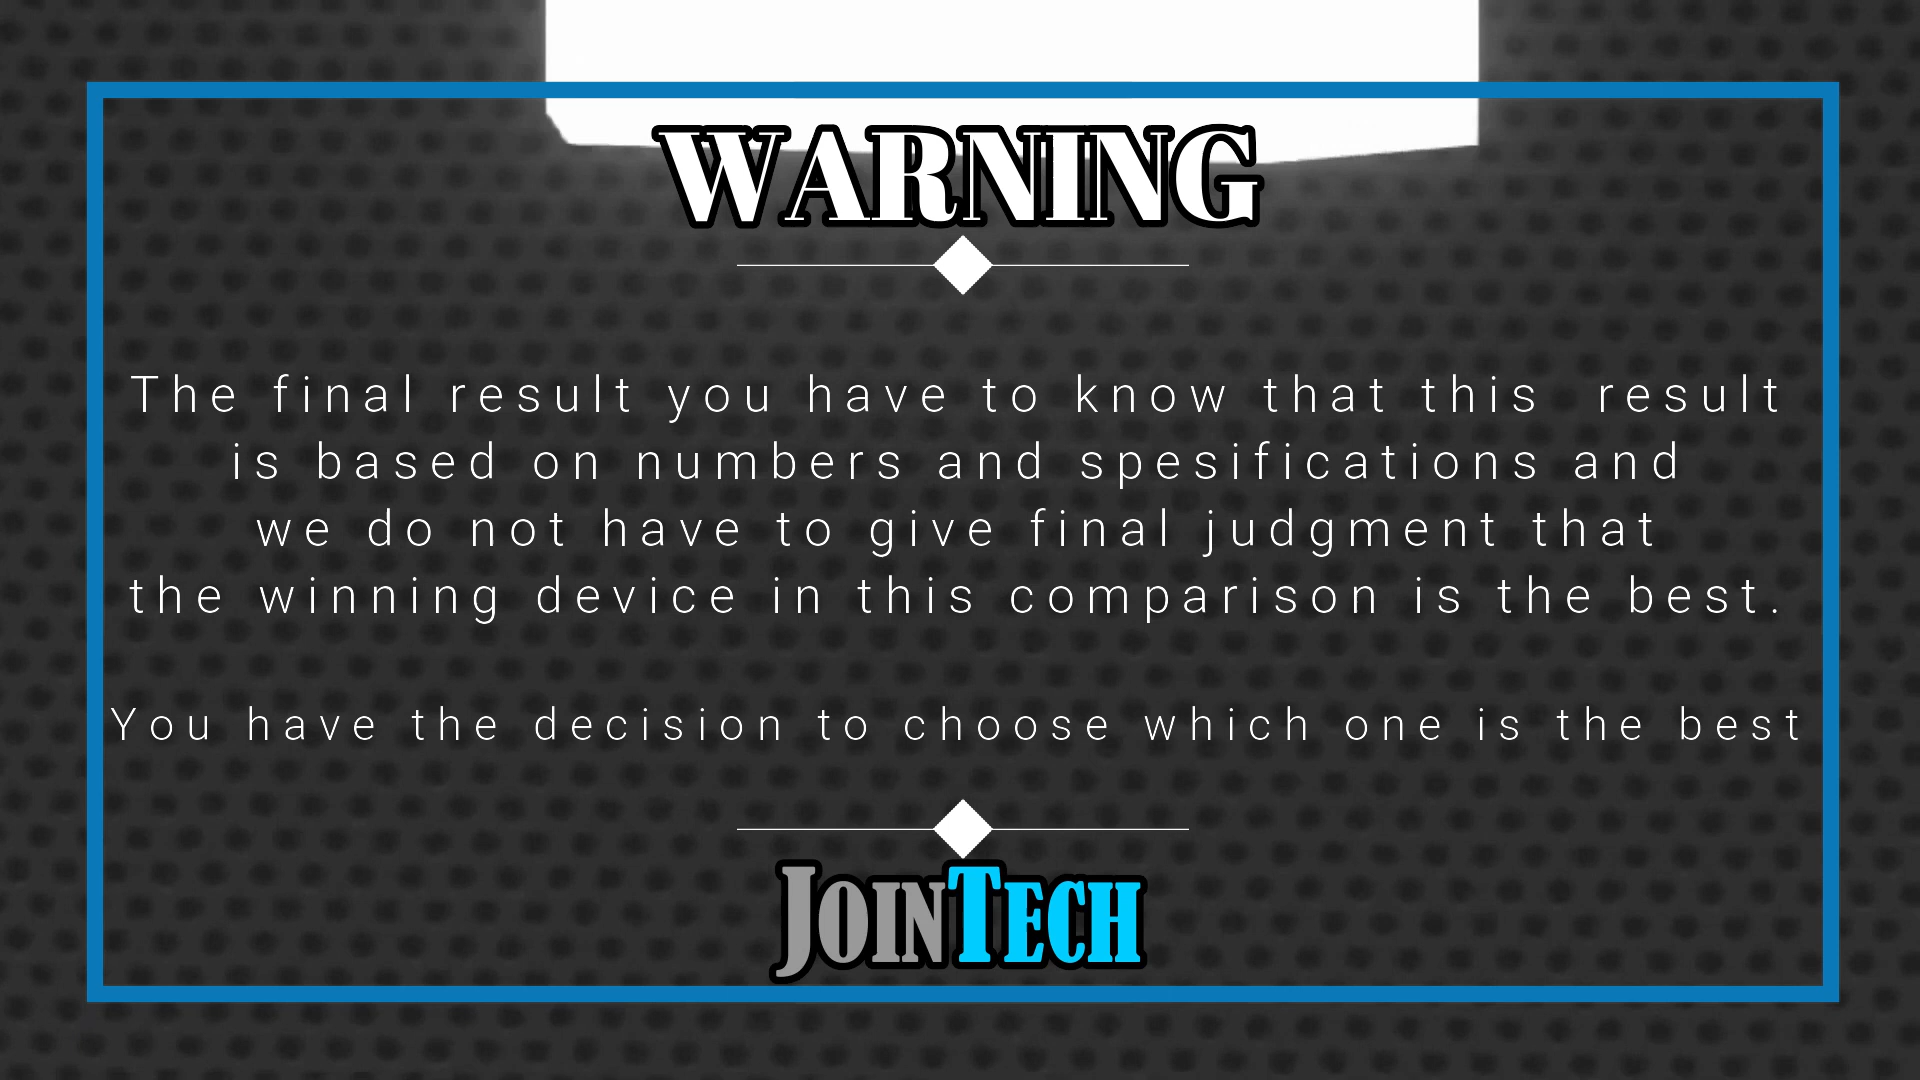 WARNING
The final result you have to know that this result
is based on numbers and spesifications and
we do not have to give final judgment that
the winning device in this comparison is the best.
You have the decision to choose which one is the best
JOINTECH